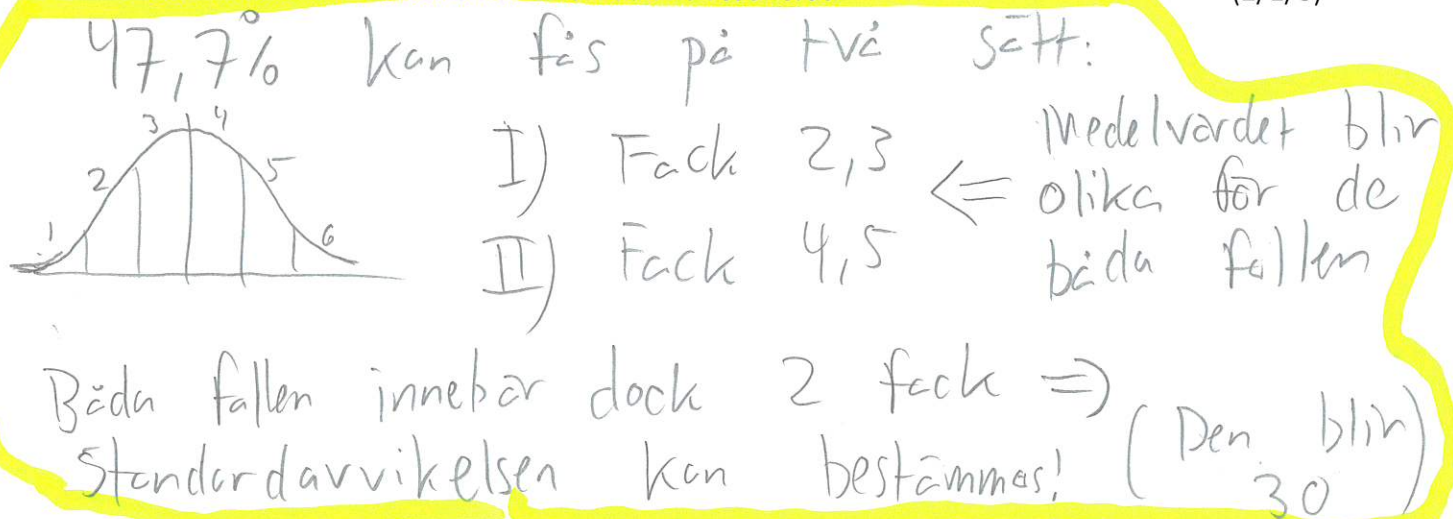 47,7% kan fås på två sätt:
1 2 3 4 5 6
I) Fack 2,3
II) Fack 4,5
<= Medelvärdet blir
olika för de
båda fallen
Båda fallen innebär dock 2 fack =>
Standardavvikelsen kan bestämmas! (Den blir
30)